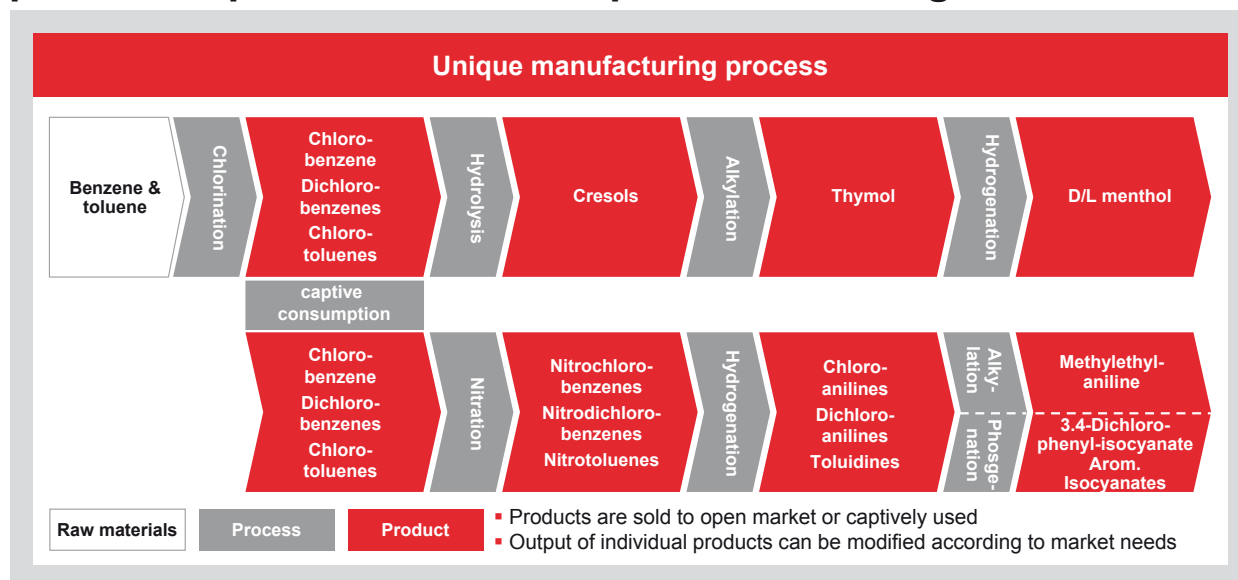 Unique manufacturing process
Benzene &
toluene
Chlorination
Chloro-
benzene
Dichloro-
benzenes
Chloro-
toluenes
Hydrolysis
Cresols
Alkylation
Thymol
Hydrogenation
D/L menthol
captive
consumption
Chloro-
benzene
Dichloro-
benzenes
Chloro-
toluenes
Nitration
Nitrochloro-
benzenes
Nitrodichloro-
benzenes
Nitrotoluenes
Hydrogenation
Chloro-
anilines
Dichloro-
anilines
Toluidines
Alky-
lation
Phosge-
nation
Methylethyl-
aniline
3.4-Dichloro-
phenyl-isocyanate
Arom.
Isocyanates
Raw materials
Process
Product
▪ Products are sold to open market or captively used
▪ Output of individual products can be modified according to market needs